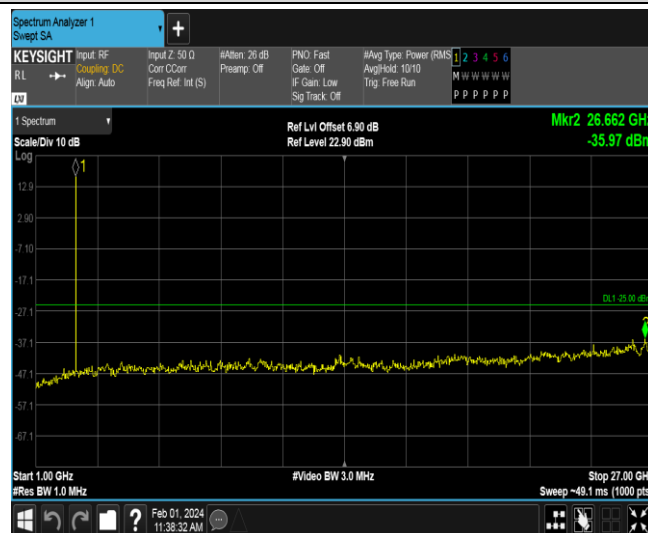 Spectrum Analyzer 1
Swept SA
+
KEYSIGHT
RL
LXI
Input: RF
Coupling: DC
Align: Auto
Input Z: 50 Ω
Corr CCorr
Freq Ref: Int (S)
#Atten: 26 dB
Preamp: Off
PNO: Fast
Gate: Off
IF Gain: Low
Sig Track: Off
#Avg Type: Power (RMS
Avg|Hold: 10/10
Trig: Free Run
1 2 3 4 5 6
M W W W W W
P P P P P P
1 Spectrum
Scale/Div 10 dB
Ref Lvl Offset 6.90 dB
Ref Level 22.90 dBm
Mkr2 26.662 GHz
-35.97 dBm
Log
1
12.9
2.90
-7.10
-17.1
DL1 -25.00 dBm
-27.1
-37.1
-47.1
-57.1
-67.1
Start 1.00 GHz
#Res BW 1.0 MHz
#Video BW 3.0 MHz
Stop 27.00 GH
Sweep ~49.1 ms (1000 pts
?
Feb 01, 2024
11:38:32 AM